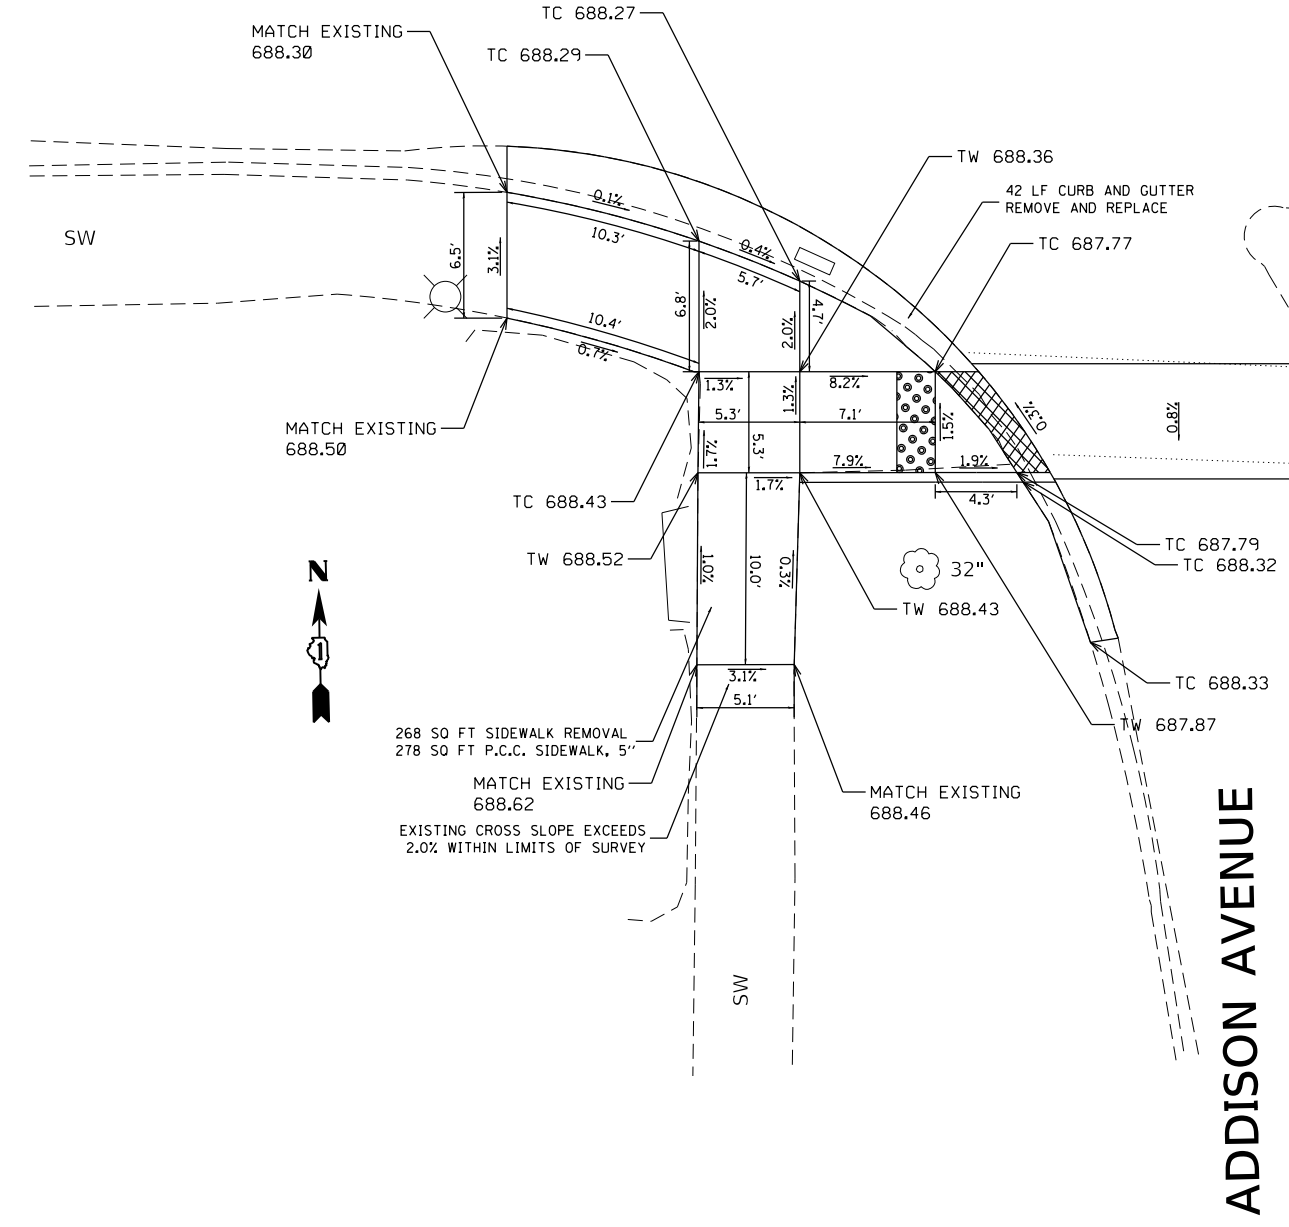 TC 688.27
MATCH EXISTING
688.30
TC 688.29
TW 688.36
42 LF CURB AND GUTTER
REMOVE AND REPLACE
SW
0.1%
10.3'
0.4%
5.7'
TC 687.77
6.5'
3.1%
6.8'
2.0%
2.0%
4.7'
10.4'
0.7%
1.3%
1.3%
8.2%
5.3'
7.1'
1.5%
0.3%
0.8%
MATCH EXISTING
688.50
1.7%
5.3'
7.9%
1.9%
1.7%
4.3'
TC 688.43
TC 687.79
TC 688.32
TW 688.52
1.0%
10.0'
0.3%
32"
TW 688.43
N
1
3.1%
5.1'
TC 688.33
TW 687.87
268 SQ FT SIDEWALK REMOVAL
278 SQ FT P.C.C. SIDEWALK, 5"
MATCH EXISTING
688.62
MATCH EXISTING
688.46
EXISTING CROSS SLOPE EXCEEDS
2.0% WITHIN LIMITS OF SURVEY
SW
ADDISON AVENUE